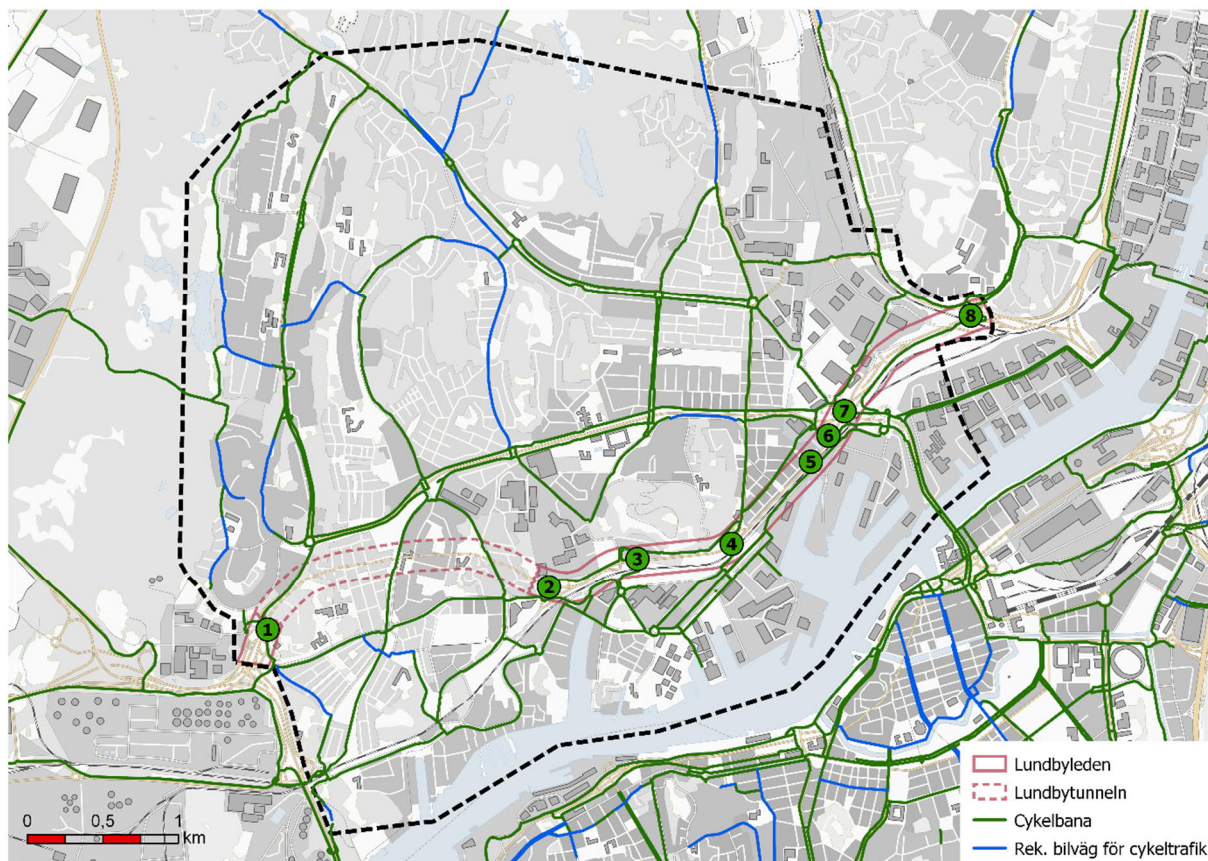 8
7
6
5
4
3
2
1
Lundbyleden
Lundbytunneln
Cykelbana
Rek. bilväg för cykeltrafik
0 0,5 1
km